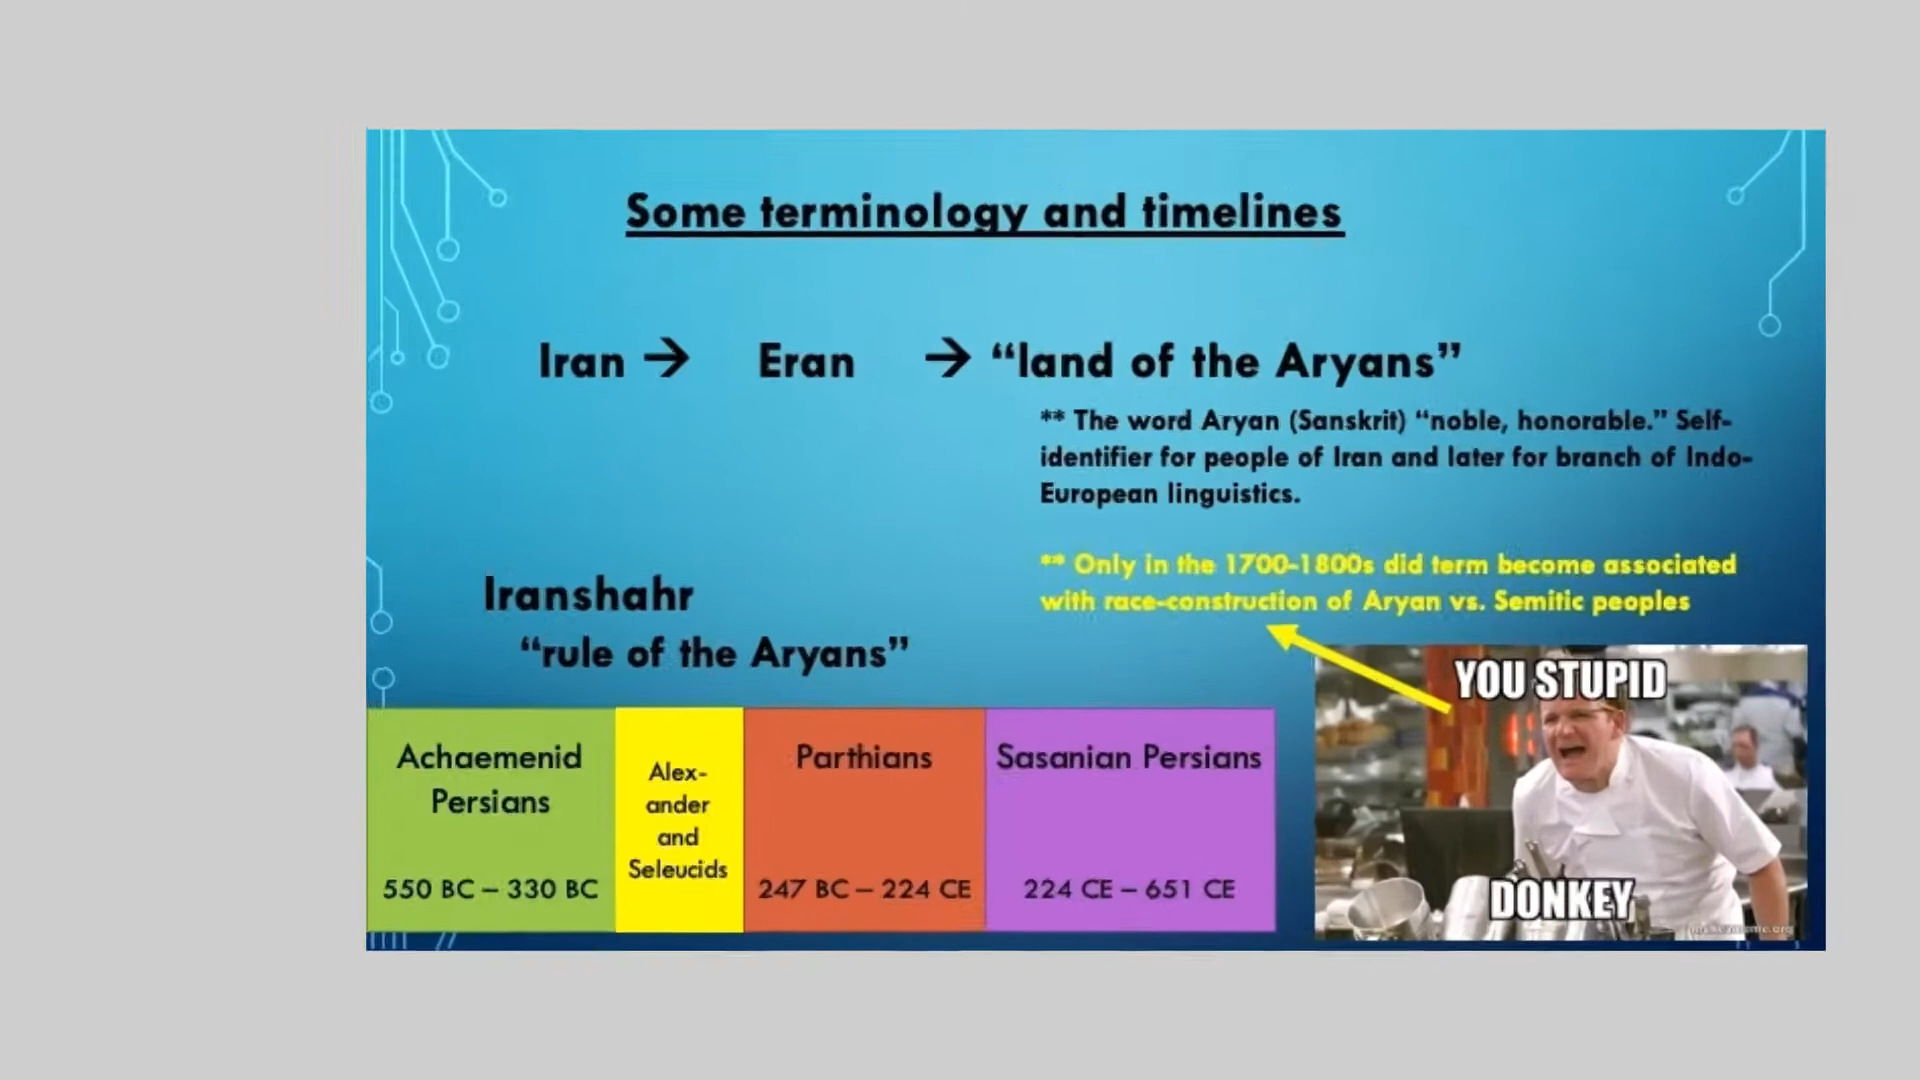 Some terminology and timelines
Iran → Eran → “land of the Aryans”
** The word Aryan (Sanskrit) “noble, honorable.” Self-
identifier for people of Iran and later for branch of Indo-
European linguistics.
** Only in the 1700-1800s did term become associated
with race-construction of Aryan vs. Semitic peoples
Iranshahr
“rule of the Aryans”
Achaemenid
Persians
550 BC – 330 BC
Alex-
ander
and
Seleucids
Parthians
247 BC – 224 CE
Sasanian Persians
224 CE – 651 CE
YOU STUPID
DONKEY